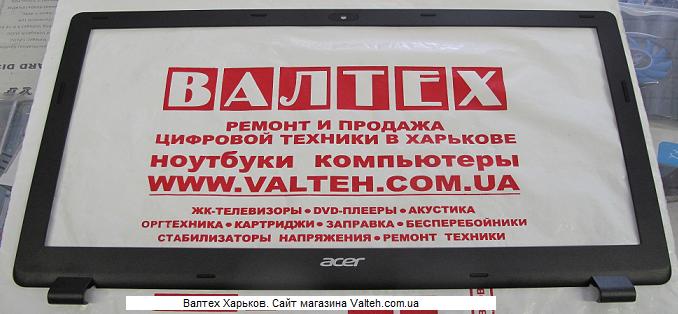 ВАЛТЕХ
РЕМОНТ И ПРОДАЖА
ЦИФРОВОЙ ТЕХНИКИ В ХАРЬКОВЕ
ноутбуки компьютеры
WWW.VALTEH.COM.UA
ЖК-ТЕЛЕВИЗОРЫ • DVD-ПЛЕЕРЫ • АКУСТИКА
ОРГТЕХНИКА • КАРТРИДЖИ • ЗАПРАВКА • БЕСПЕРЕБОЙНИКИ
СТАБИЛИЗАТОРЫ НАПРЯЖЕНИЯ • РЕМОНТ ТЕХНИКИ
acer
Валтех Харьков. Сайт магазина Valteh.com.ua